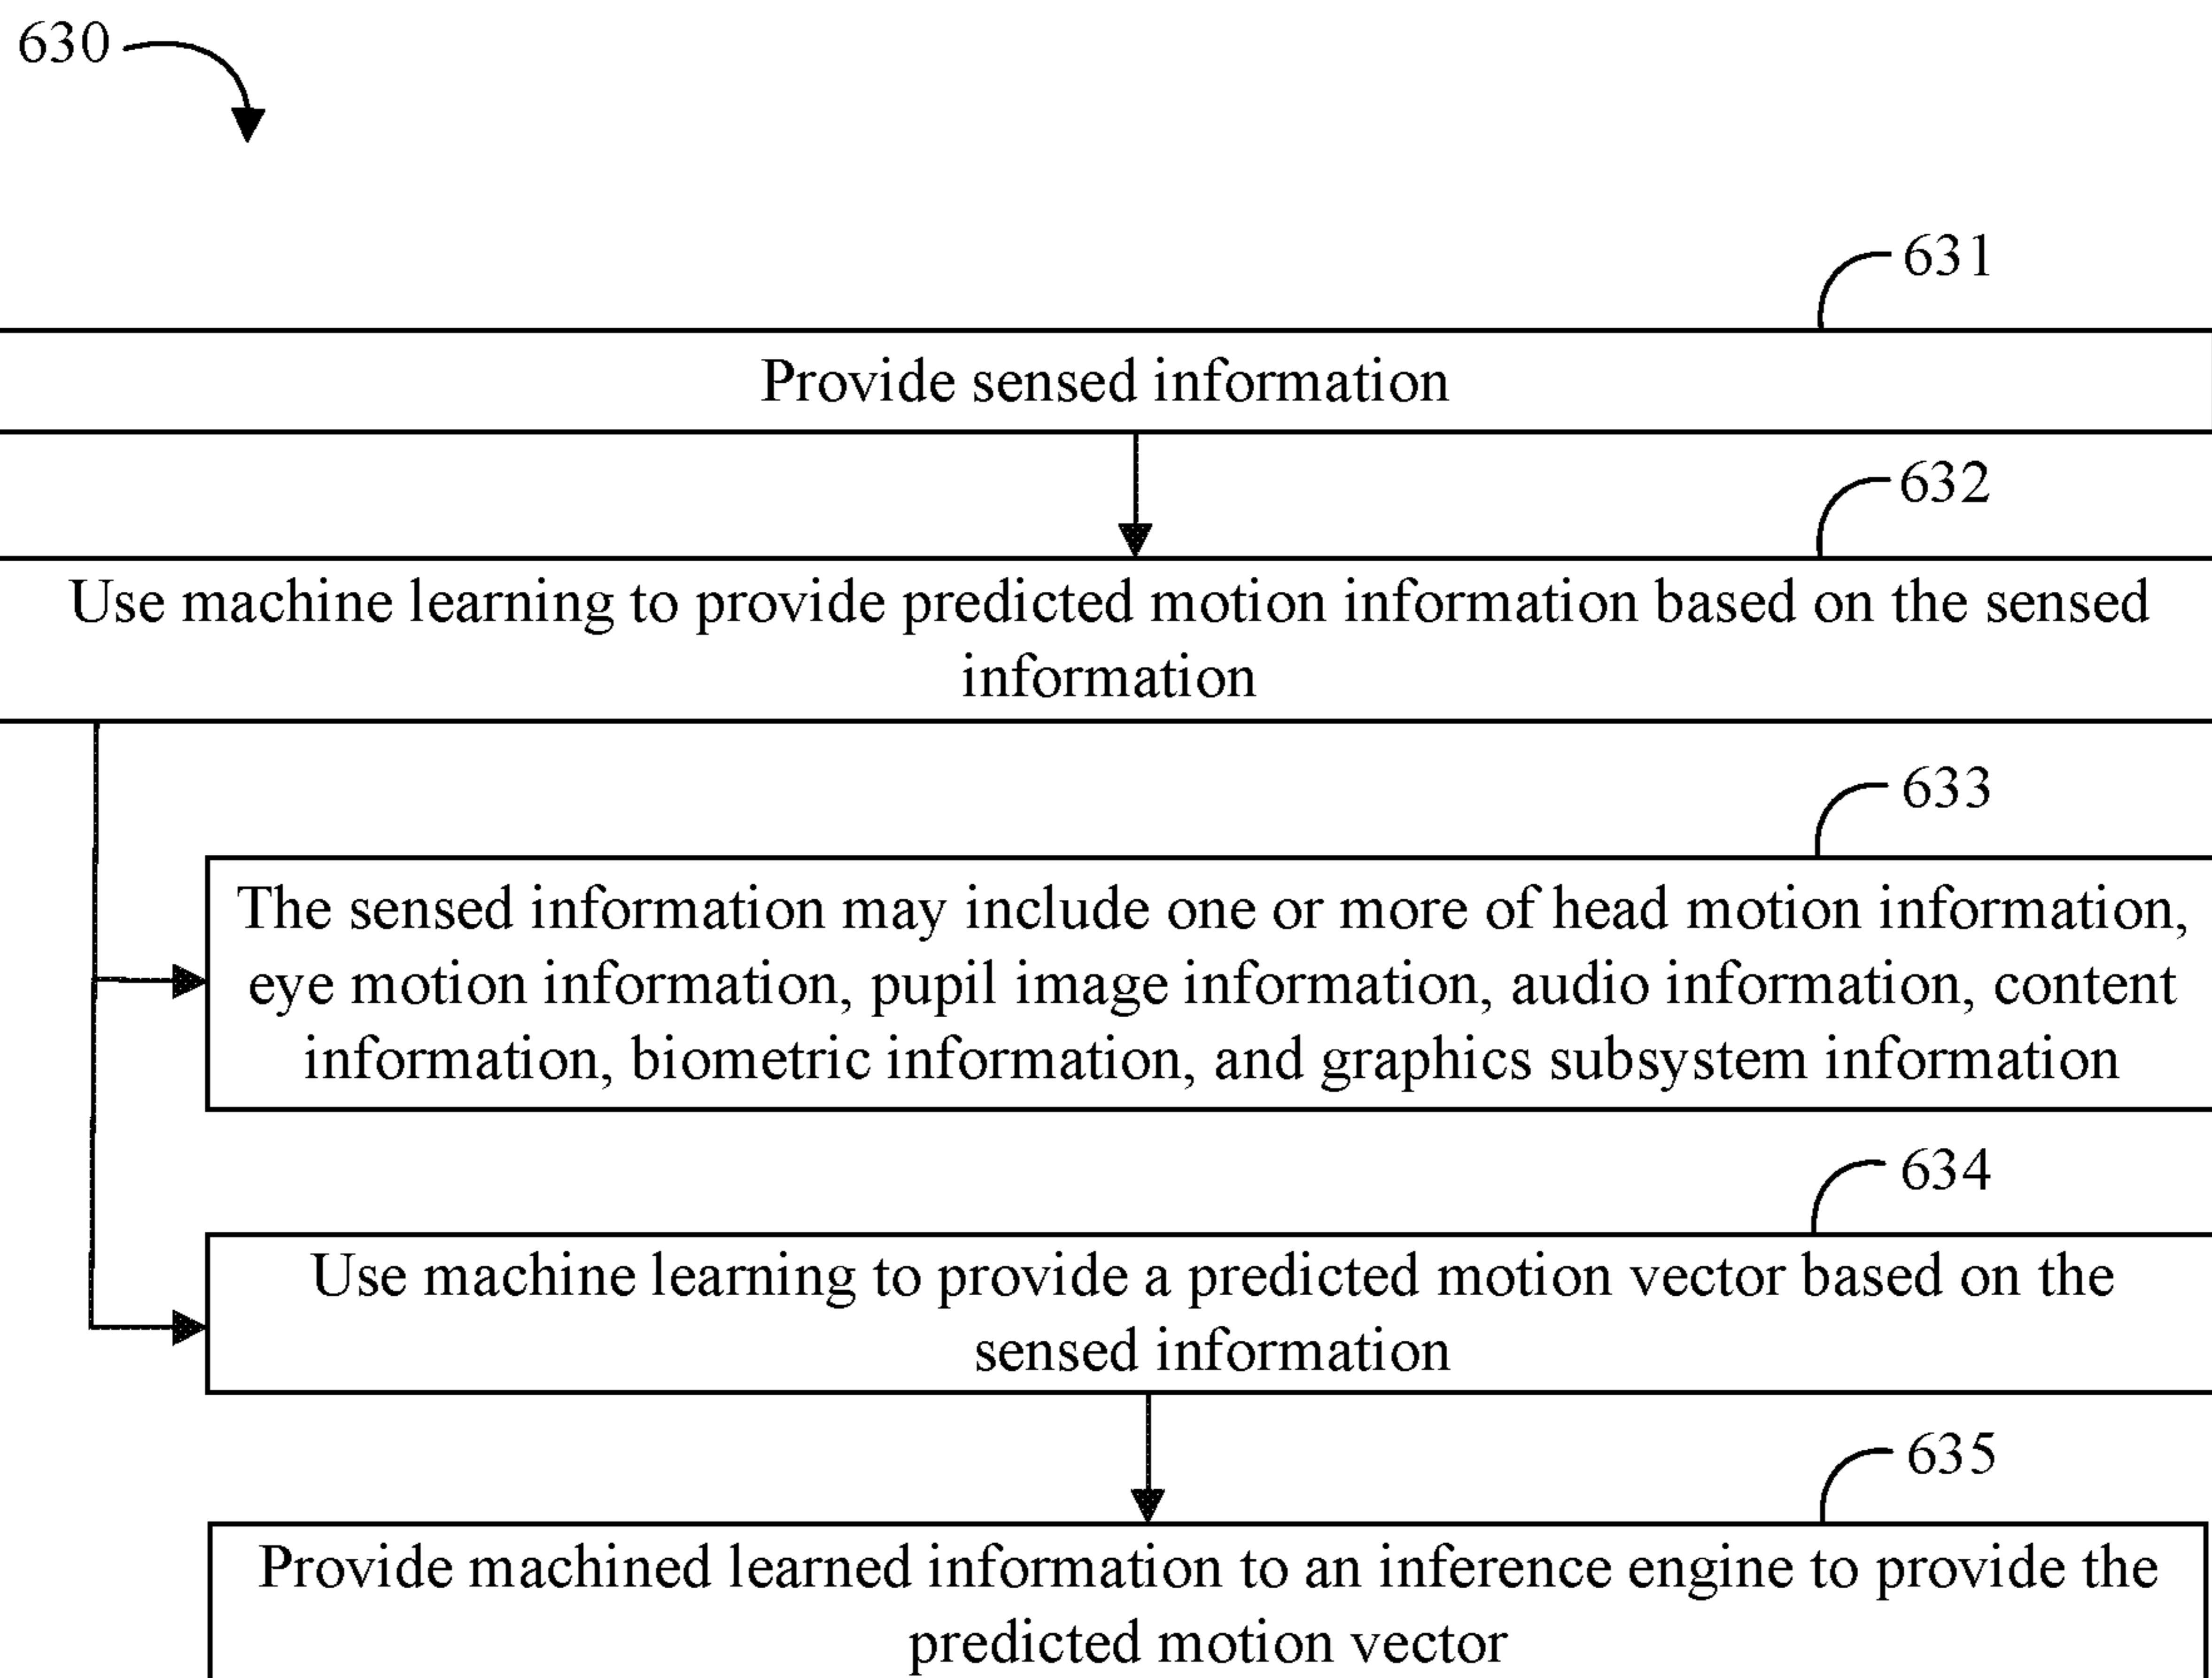 630
631
Provide sensed information
632
Use machine learning to provide predicted motion information based on the sensed
information
633
The sensed information may include one or more of head motion information,
eye motion information, pupil image information, audio information, content
information, biometric information, and graphics subsystem information
634
Use machine learning to provide a predicted motion vector based on the
sensed information
635
Provide machined learned information to an inference engine to provide the
predicted motion vector